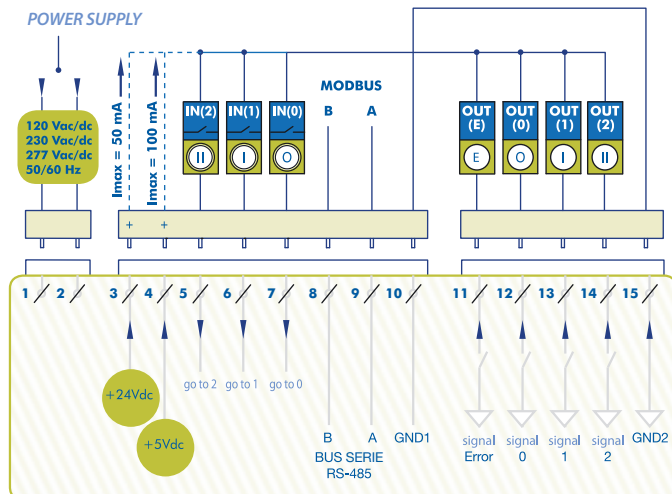 POWER SUPPLY
120 Vac/dc
230 Vac/dc
277 Vac/dc
50/60 Hz
Imax = 50 mA
Imax = 100 mA
IN(2)
II
IN(1)
I
IN(0)
O
MODBUS
B A
OUT
(E)
E
OUT
(0)
O
OUT
(1)
I
OUT
(2)
II
+ +
1 2 3 4 5 6 7 8 9 10 11 12 13 14 15
+24Vdc
+5Vdc
go to 2
go to 1
go to 0
B A GND1
BUS SERIE
RS-485
signal
Error
signal
0
signal
1
signal
2
GND2